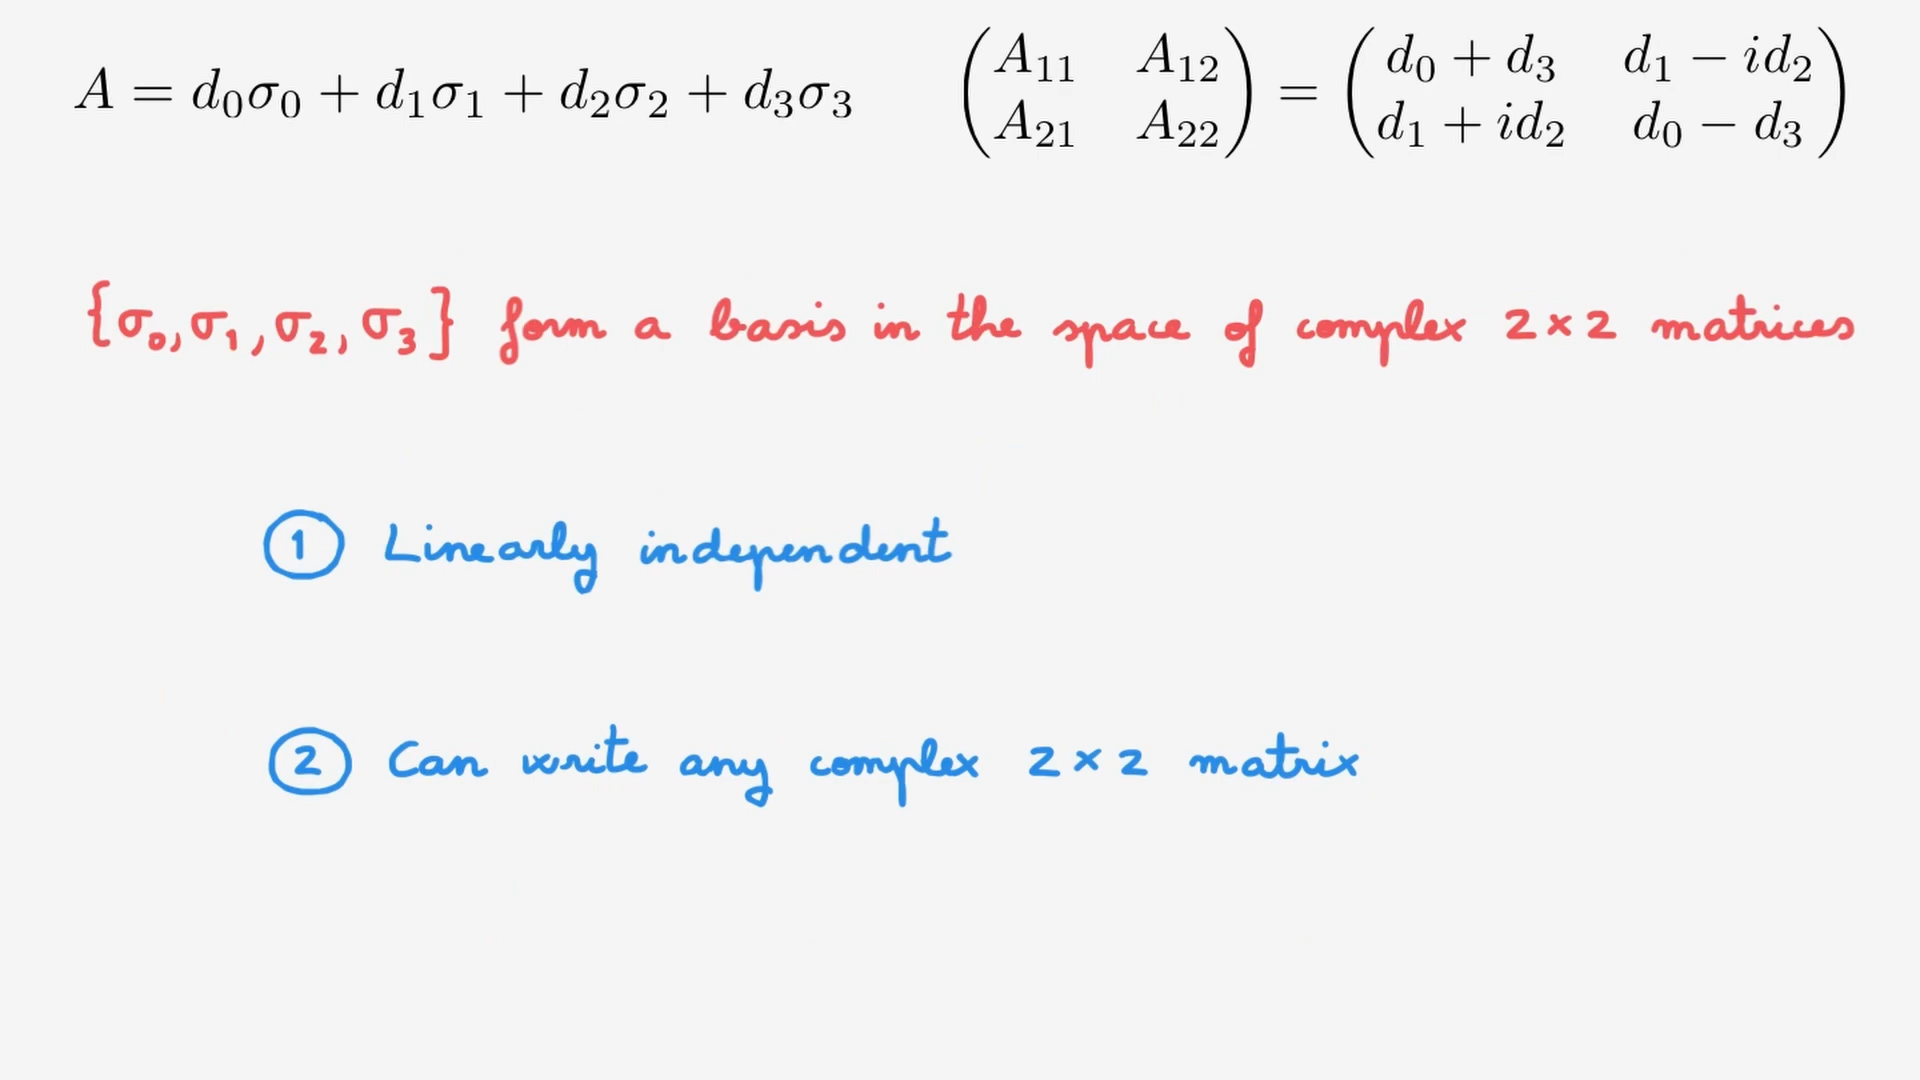 A = d₀σ₀ + d₁σ₁ + d₂σ₂ + d₃σ₃
(A₁₁ A₁₂ A₂₁ A₂₂) = (d₀ + d₃ d₁ − id₂ d₁ + id₂ d₀ − d₃)
{σ₀, σ₁, σ₂, σ₃} form a basis in the space of complex 2×2 matrices
① Linearly independent
② Can write any complex 2×2 matrix